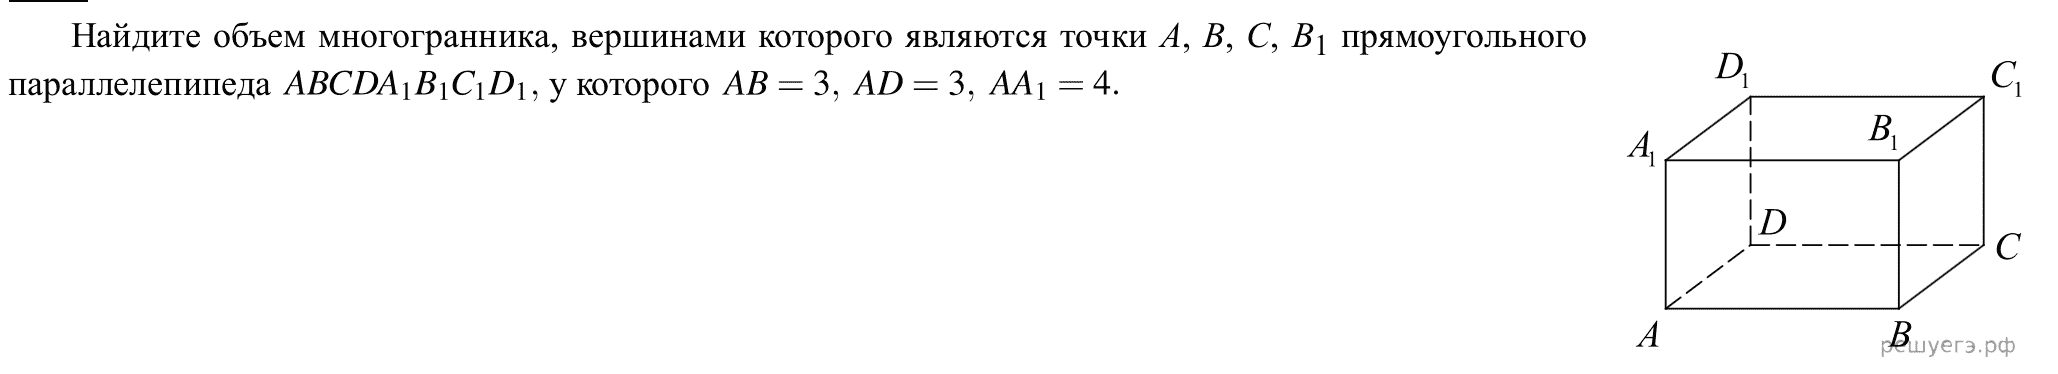 Найдите объем многогранника, вершинами которого являются точки A, B, C, B₁ прямоугольного
параллелепипеда ABCDA₁B₁C₁D₁, у которого AB = 3, AD = 3, AA₁ = 4.
D₁
C₁
A₁
B₁
D
C
A
B
решуегэ.рф